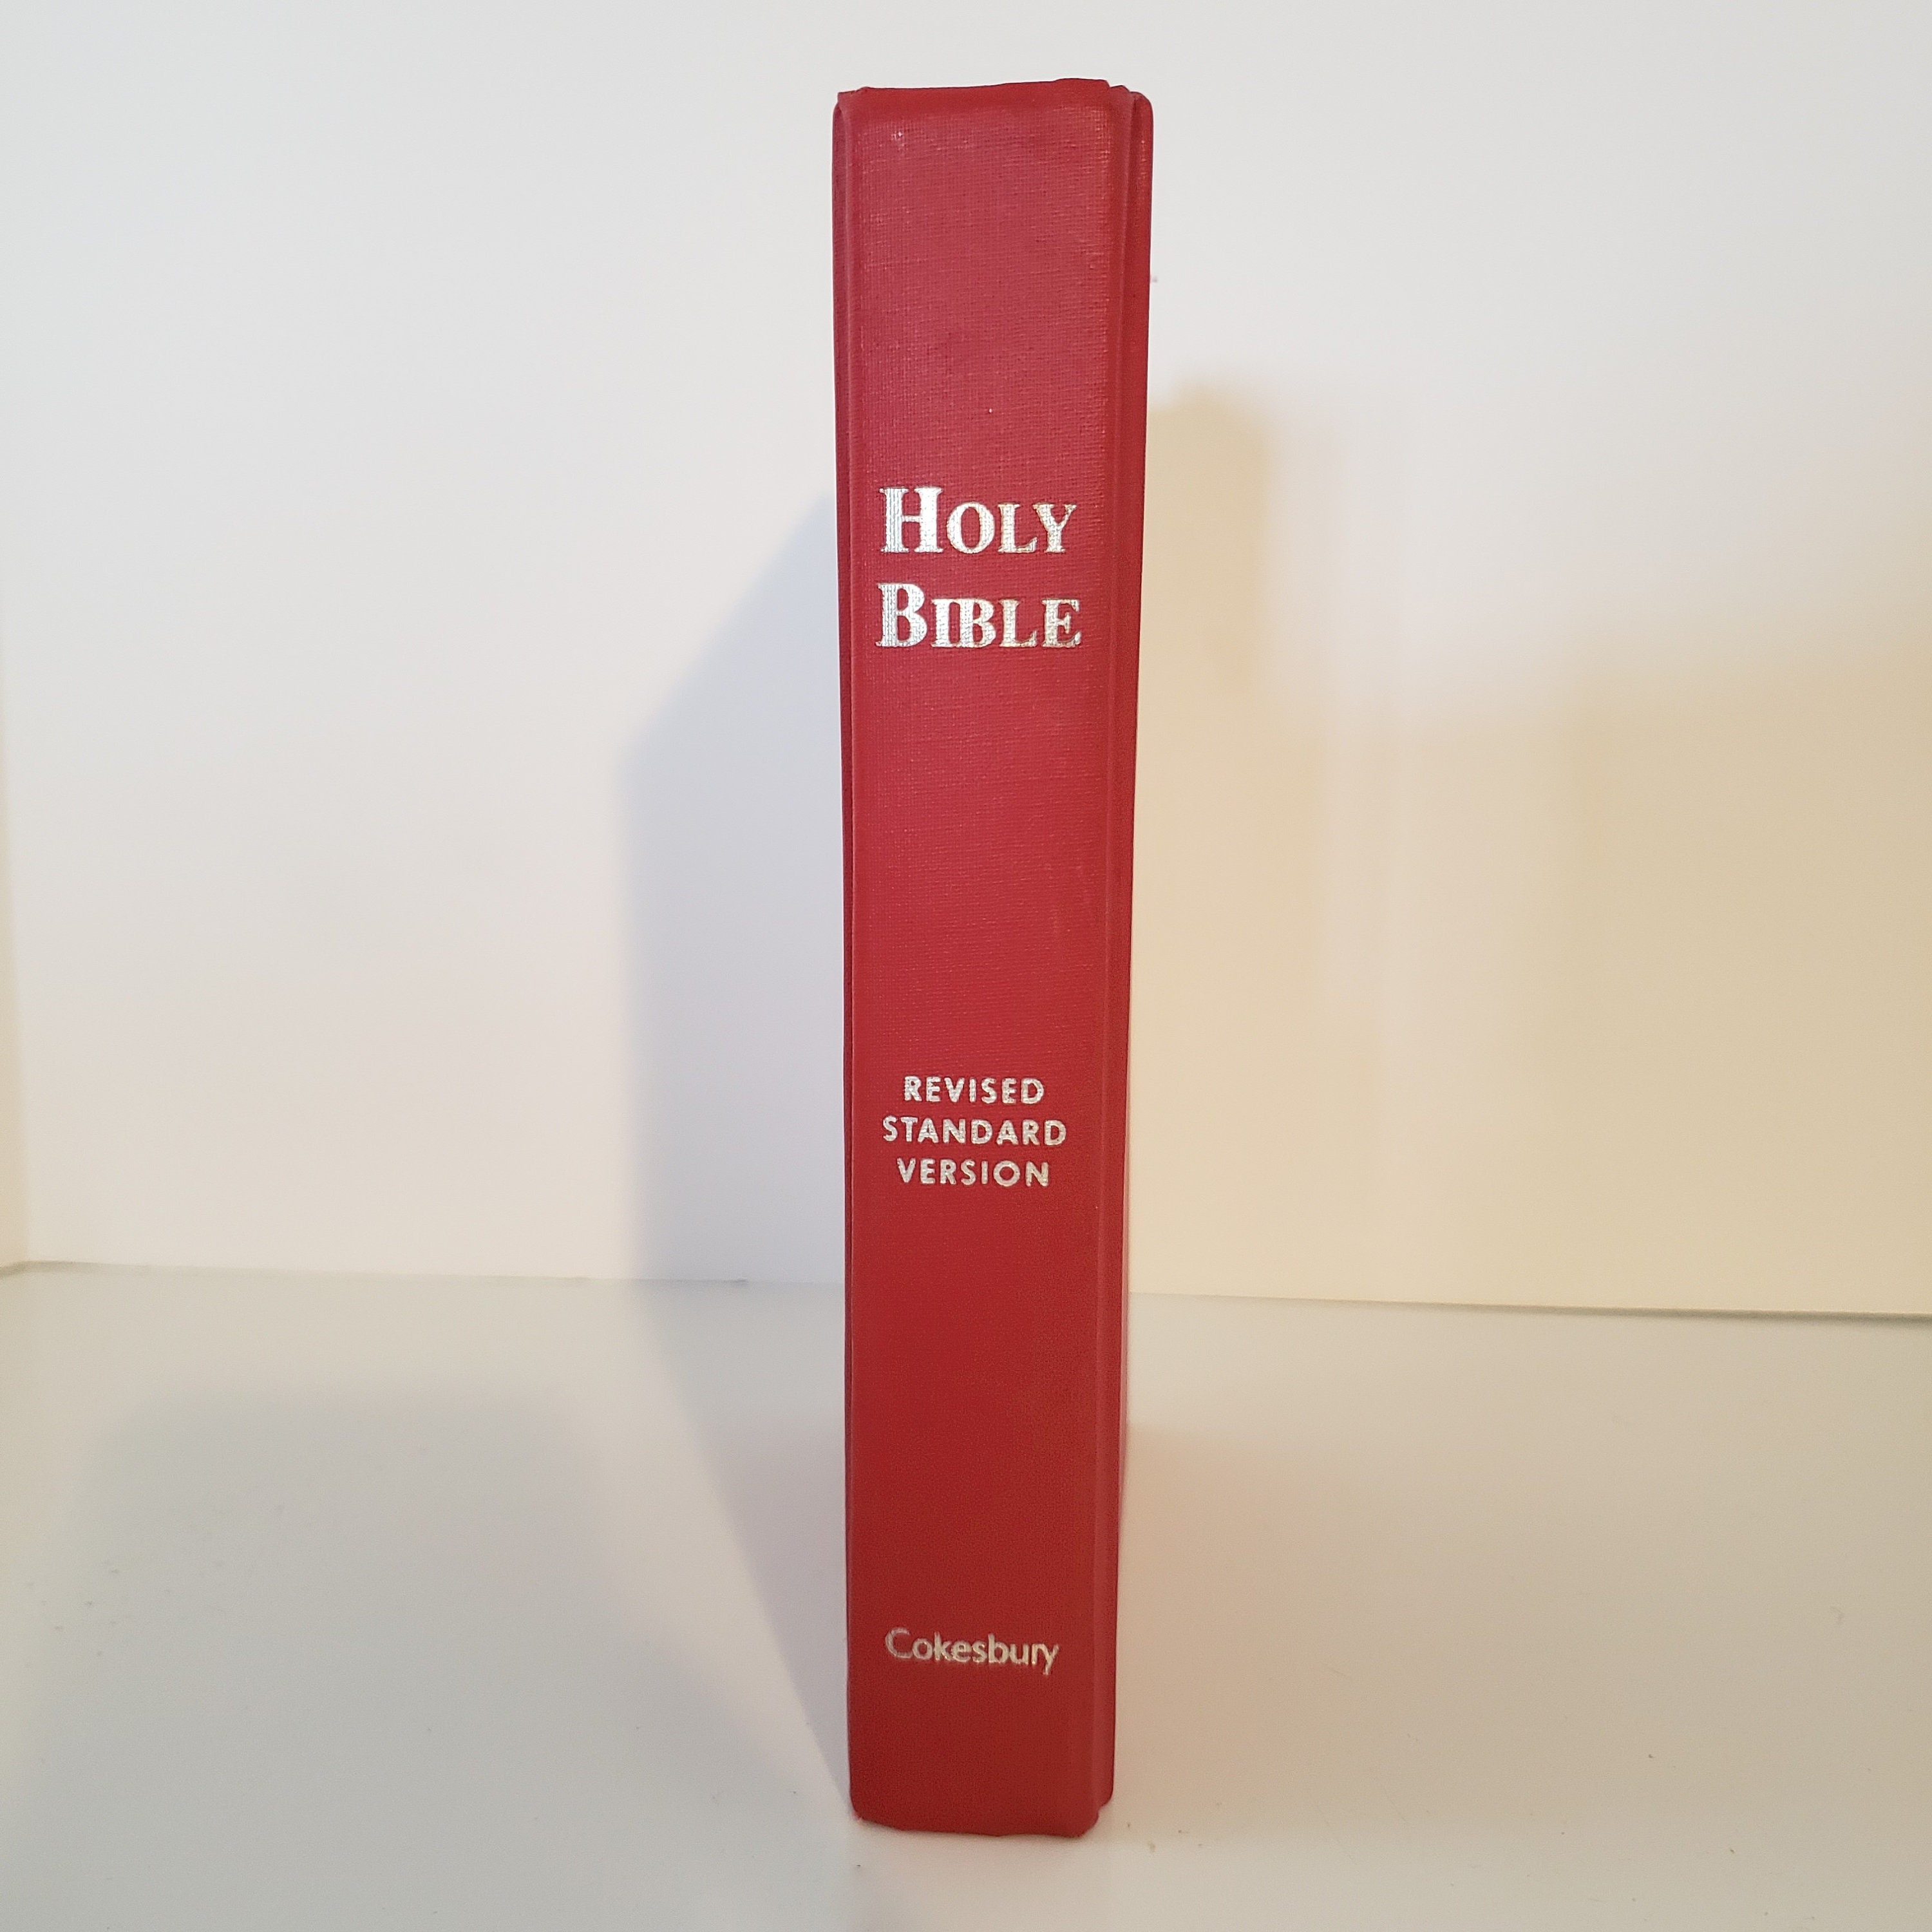 HOLY
BIBLE
REVISED
STANDARD
VERSION
Cokesbury